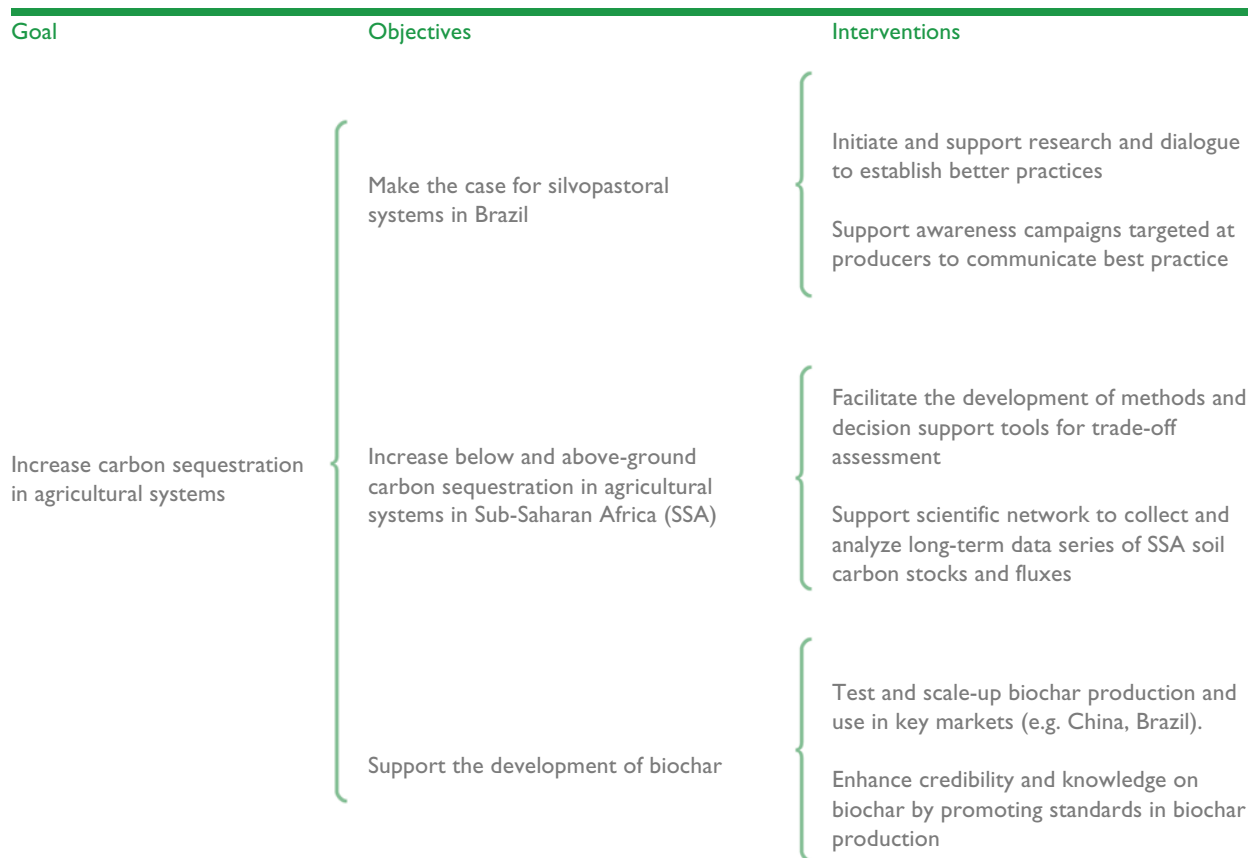 Goal
Objectives
Interventions
Increase carbon sequestration
in agricultural systems
Make the case for silvopastoral
systems in Brazil
Initiate and support research and dialogue
to establish better practices
Support awareness campaigns targeted at
producers to communicate best practice
Increase below and above-ground
carbon sequestration in agricultural
systems in Sub-Saharan Africa (SSA)
Facilitate the development of methods and
decision support tools for trade-off
assessment
Support scientific network to collect and
analyze long-term data series of SSA soil
carbon stocks and fluxes
Support the development of biochar
Test and scale-up biochar production and
use in key markets (e.g. China, Brazil).
Enhance credibility and knowledge on
biochar by promoting standards in biochar
production